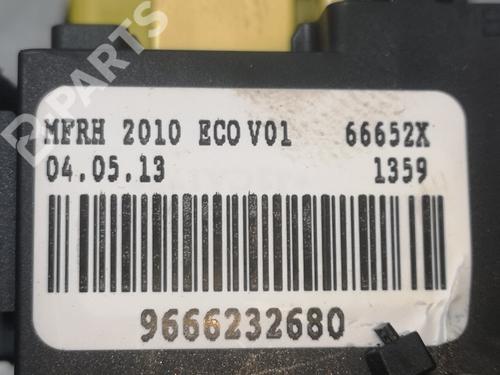 B-PARTS
MFRH 2010 ECO V01 66652X
04.05.13 1359
9666232680